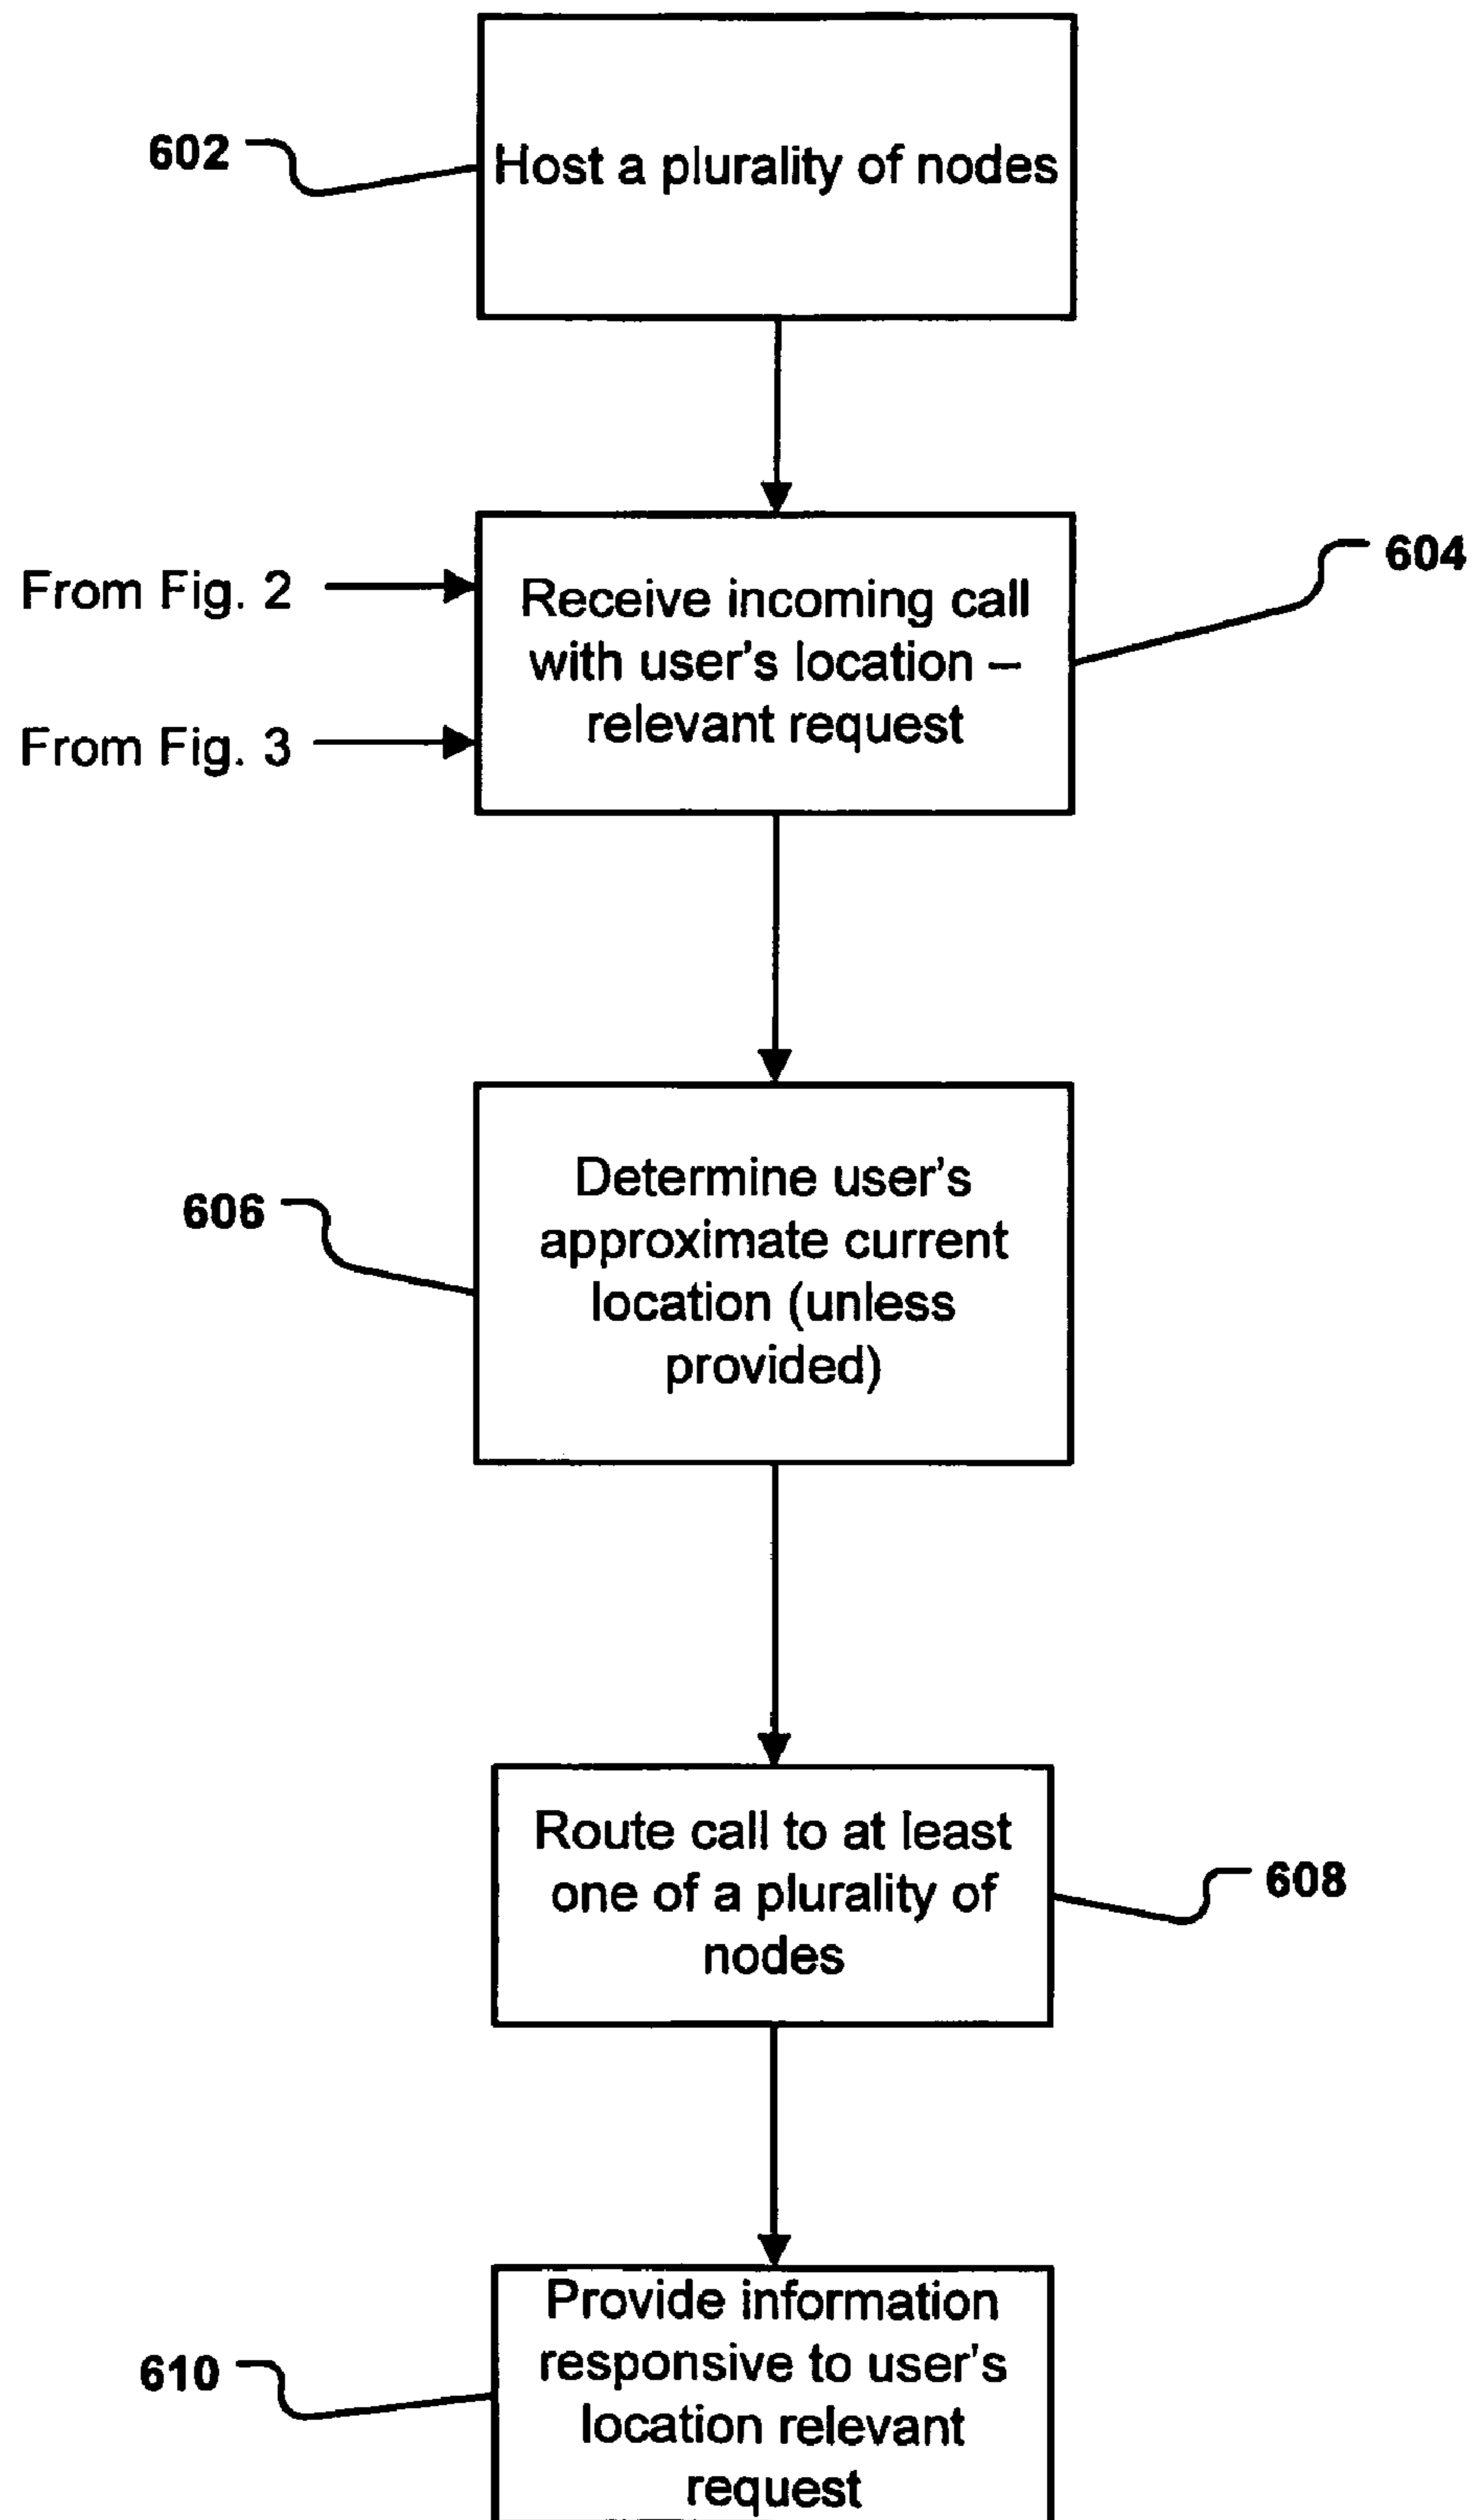 602
Host a plurality of nodes
604
From Fig. 2
Receive incoming call
with user's location –
relevant request
From Fig. 3
606
Determine user's
approximate current
location (unless
provided)
Route call to at least
one of a plurality of
nodes
608
Provide information
responsive to user's
location relevant
request
610